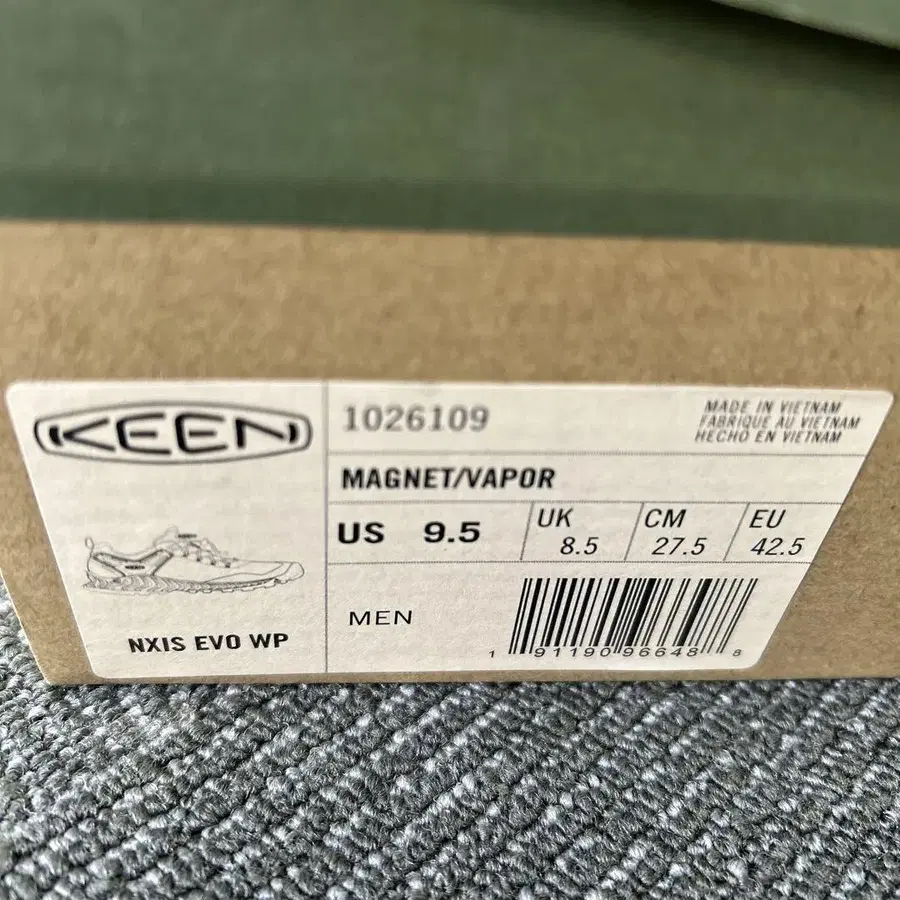 KEEN
1026109
MADE IN VIETNAM
FABRIQUE AU VIETNAM
HECHO EN VIETNAM
MAGNET/VAPOR
US 9.5
UK 8.5
CM 27.5
EU 42.5
NXIS EVO WP
MEN
1 91190 96648 8